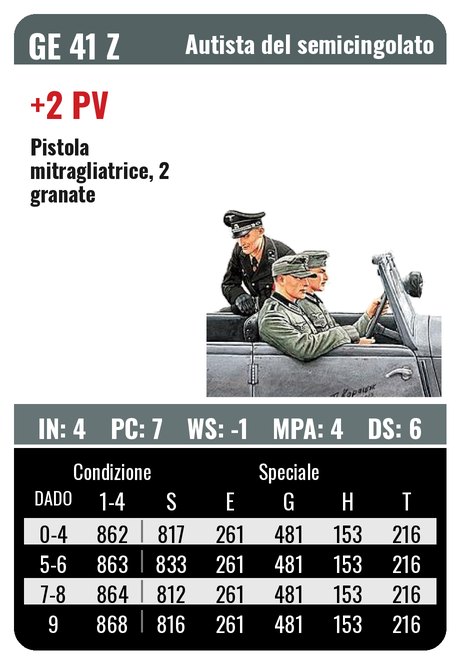 GE 41 Z Autista del semicingolato
+2 PV
Pistola
mitragliatrice, 2
granate
IN: 4 PC: 7 WS: -1 MPA: 4 DS: 6
Condizione Speciale
DADO 1-4 S E G H T
0-4 862 817 261 481 153 216
5-6 863 833 261 481 153 216
7-8 864 812 261 481 153 216
9 868 816 261 481 153 216